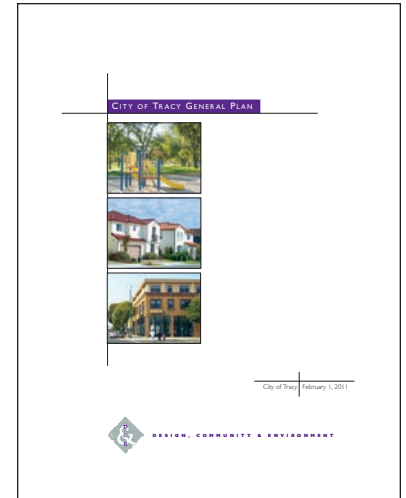 CITY OF TRACY GENERAL PLAN
City of Tracy February 1, 2011
DESIGN, COMMUNITY & ENVIRONMENT